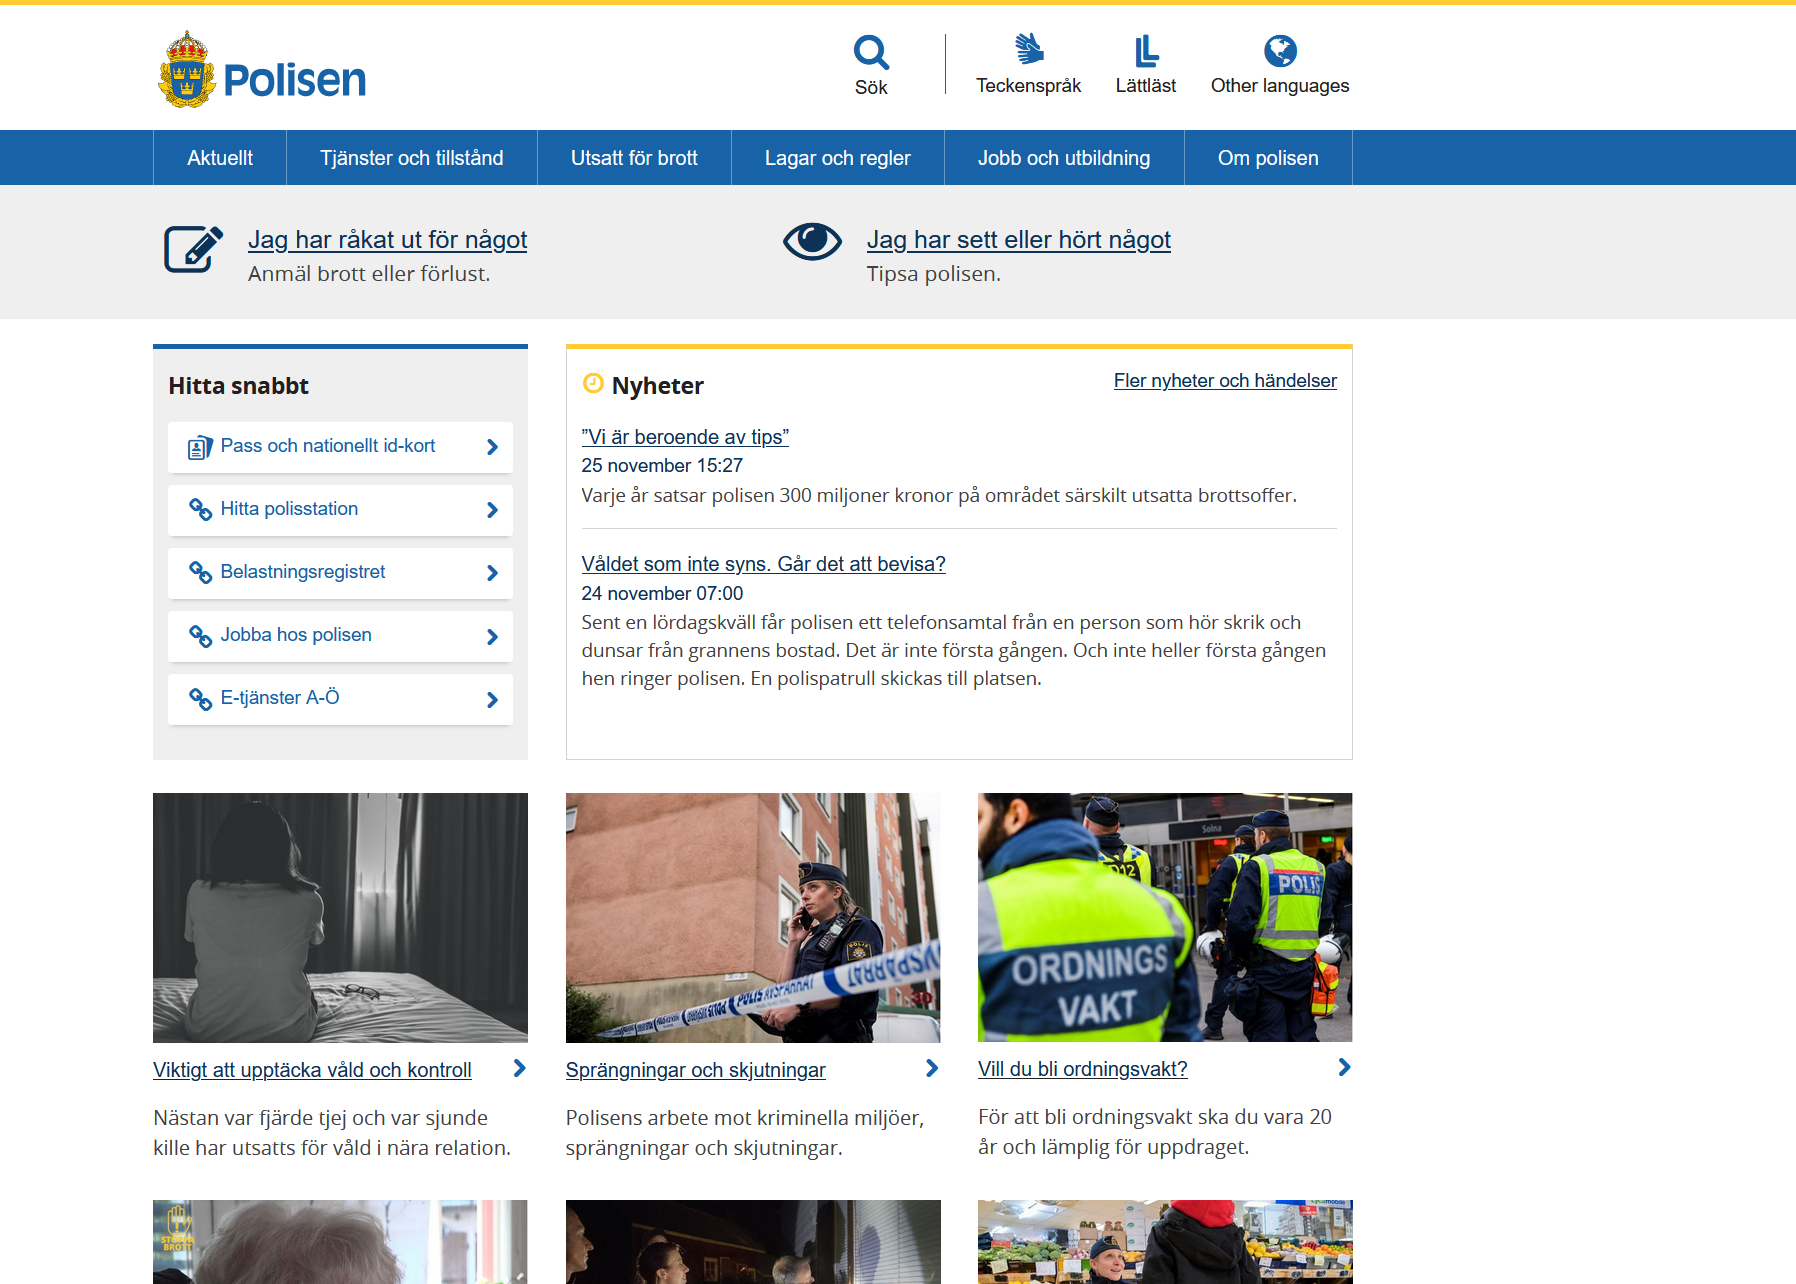 Polisen
Sök
Teckenspråk
Lättläst
Other languages
Aktuellt
Tjänster och tillstånd
Utsatt för brott
Lagar och regler
Jobb och utbildning
Om polisen
Jag har råkat ut för något
Anmäl brott eller förlust.
Jag har sett eller hört något
Tipsa polisen.
Hitta snabbt
Pass och nationellt id-kort
Hitta polisstation
Belastningsregistret
Jobba hos polisen
E-tjänster A-Ö
Nyheter
Fler nyheter och händelser
”Vi är beroende av tips”
25 november 15:27
Varje år satsar polisen 300 miljoner kronor på området särskilt utsatta brottsoffer.
Våldet som inte syns. Går det att bevisa?
24 november 07:00
Sent en lördagskväll får polisen ett telefonsamtal från en person som hör skrik och
dunsar från grannens bostad. Det är inte första gången. Och inte heller första gången
hen ringer polisen. En polispatrull skickas till platsen.
POLIS
POLIS AVSPÄRRAT
Solna
POLIS
ORDNINGS
VAKT
Viktigt att upptäcka våld och kontroll
Nästan var fjärde tjej och var sjunde
kille har utsatts för våld i nära relation.
Sprängningar och skjutningar
Polisens arbete mot kriminella miljöer,
sprängningar och skjutningar.
Vill du bli ordningsvakt?
För att bli ordningsvakt ska du vara 20
år och lämplig för uppdraget.
STOPPA
BROTT